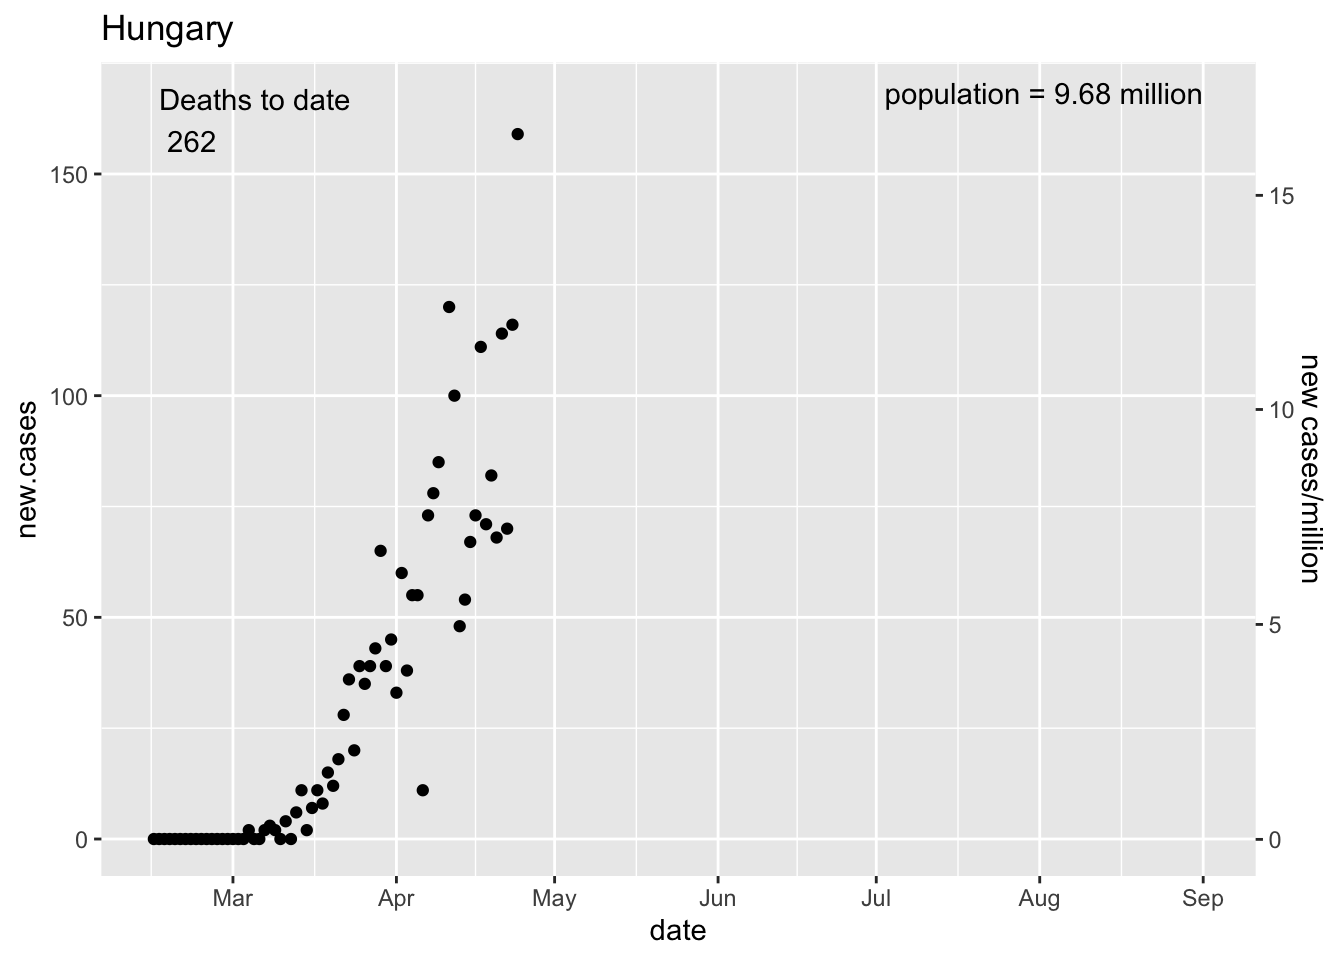 Hungary
Deaths to date
262
population = 9.68 million
150
100
50
0
new.cases
15
10
5
0
new cases/million
Mar Apr May Jun Jul Aug Sep
date